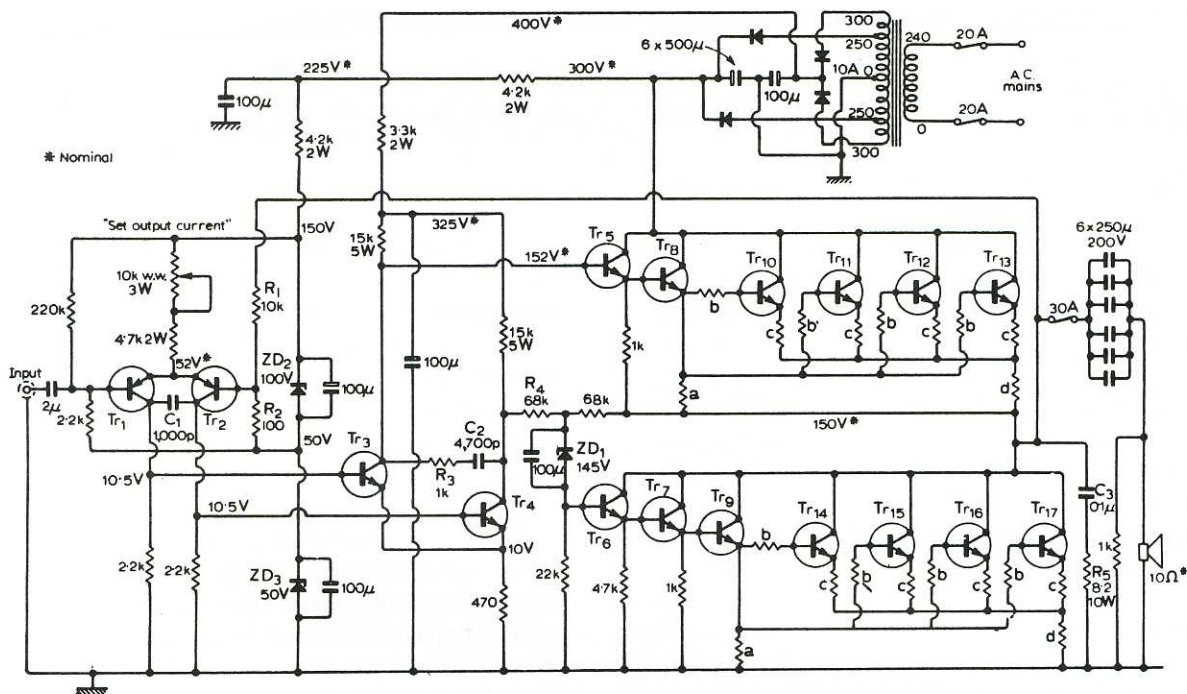 400V*
300
250
10A 0
250
300
240
0
20A
20A
A.C.
mains
6 x 500μ
100μ
225V*
300V*
100μ
4·2k
2W
4·2k
2W
3·3k
2W
* Nominal
"Set output current"
150V
325V*
15k
5W
152V*
Tr5
Tr8
Tr10
Tr11
Tr12
Tr13
6 x 250μ
200V
30A
10k w.w.
3W
220k
R1
10k
4·7k 2W
52V*
ZD2
100V
100μ
100μ
15k
5W
1k
b
b
b
b
c
c
c
c
a
d
Input
2μ
Tr1
C1
1,000p
Tr2
R2
100
2·2k
50V
R4
68k
68k
150V*
C2
4,700p
R3
1k
Tr3
100μ
ZD1
145V
10·5V
10·5V
Tr4
10V
Tr6
Tr7
Tr9
Tr14
Tr15
Tr16
Tr17
b
b
b
b
c
c
c
c
C3
0·1μ
1k
R5
8·2
10W
10Ω*
2·2k
2·2k
ZD3
50V
100μ
470
22k
4·7k
1k
a
d